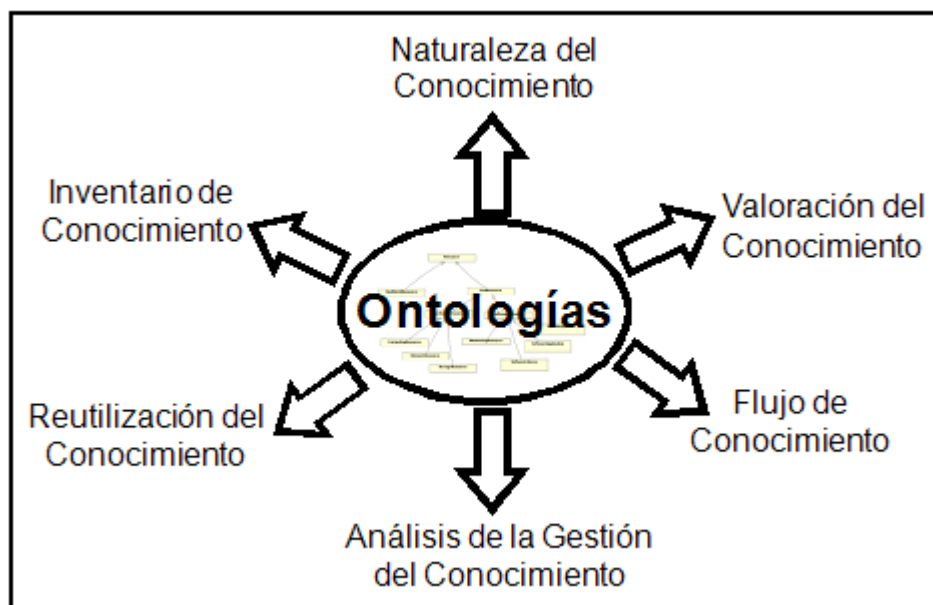 Naturaleza del
Conocimiento
Inventario de
Conocimiento
Valoración del
Conocimiento
Ontologías
Reutilización del
Conocimiento
Flujo de
Conocimiento
Análisis de la Gestión
del Conocimiento